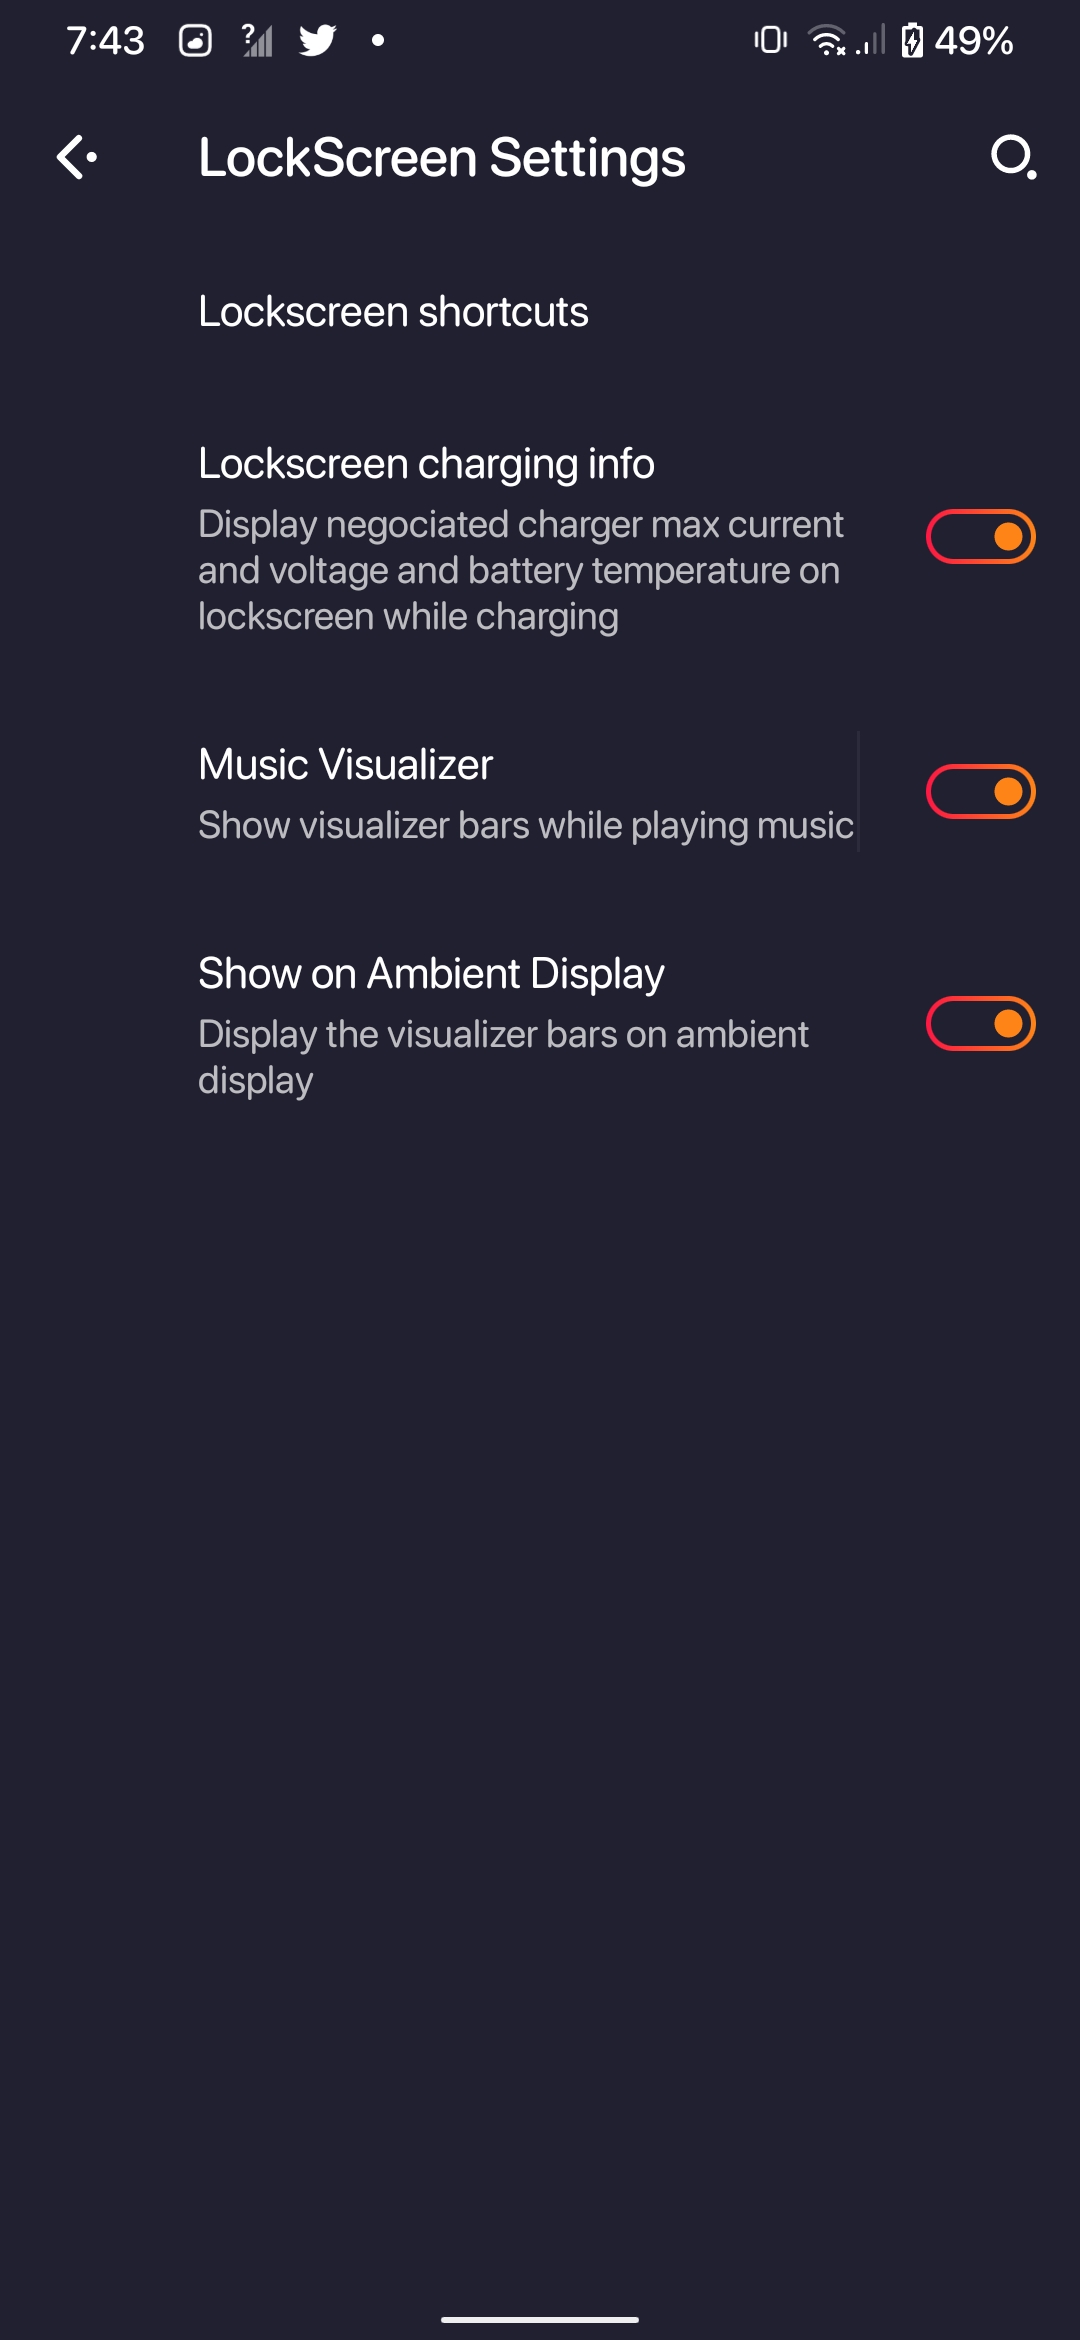 7:43 49%
LockScreen Settings
Lockscreen shortcuts
Lockscreen charging info
Display negociated charger max current
and voltage and battery temperature on
lockscreen while charging
Music Visualizer
Show visualizer bars while playing music
Show on Ambient Display
Display the visualizer bars on ambient
display